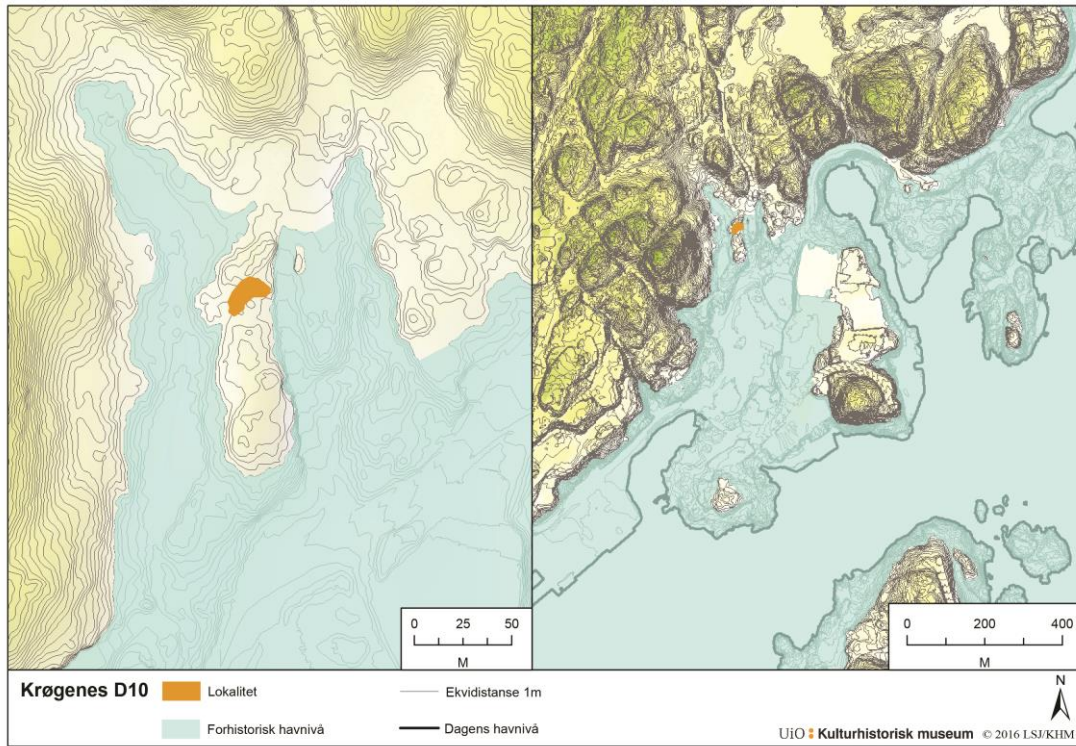 0 25 50
M
0 200 400
M
Krøgenes D10
Lokalitet
Ekvidistanse 1m
Forhistorisk havnivå
Dagens havnivå
N
UiO Kulturhistorisk museum © 2016 LSJ/KHM